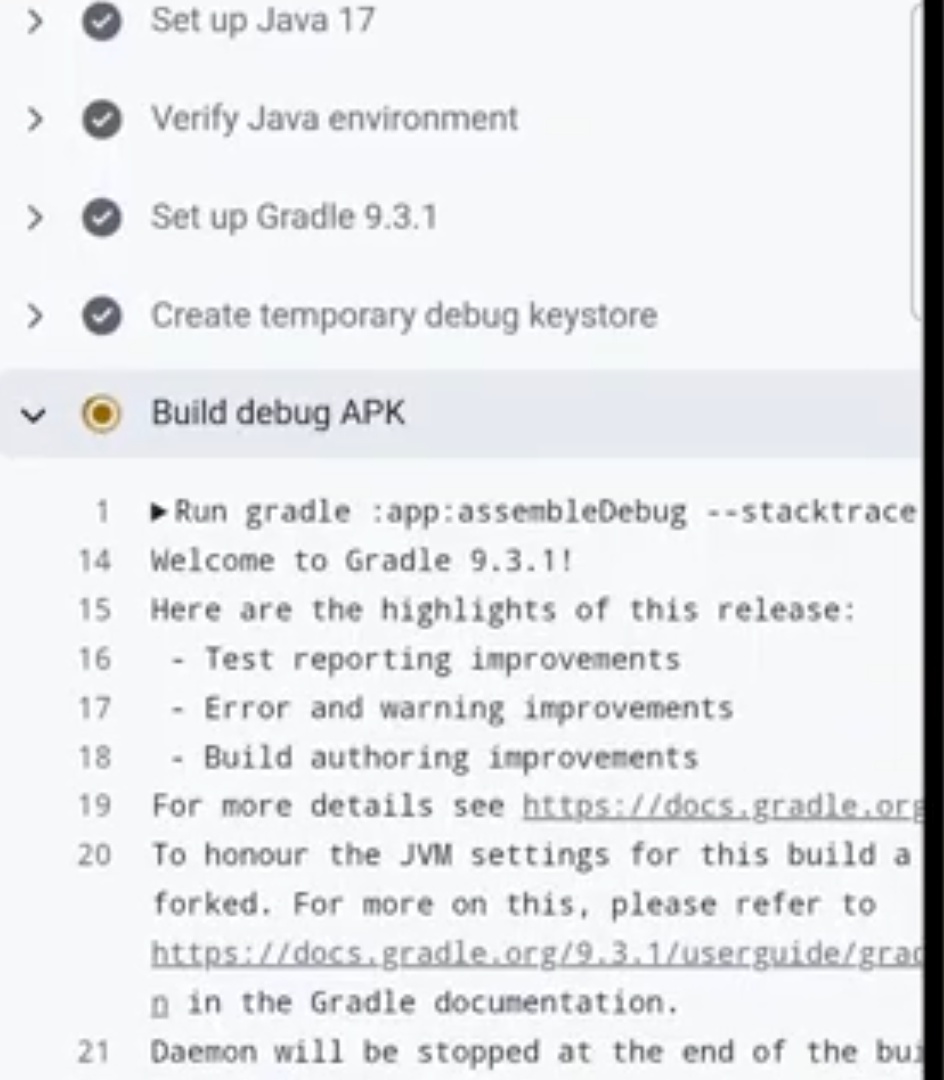 Set up Java 17
Verify Java environment
Set up Gradle 9.3.1
Create temporary debug keystore
Build debug APK
1 ▶Run gradle :app:assembleDebug --stacktrace
14 Welcome to Gradle 9.3.1!
15 Here are the highlights of this release:
16 - Test reporting improvements
17 - Error and warning improvements
18 - Build authoring improvements
19 For more details see https://docs.gradle.org
20 To honour the JVM settings for this build a
forked. For more on this, please refer to
https://docs.gradle.org/9.3.1/userguide/grad
n in the Gradle documentation.
21 Daemon will be stopped at the end of the bui